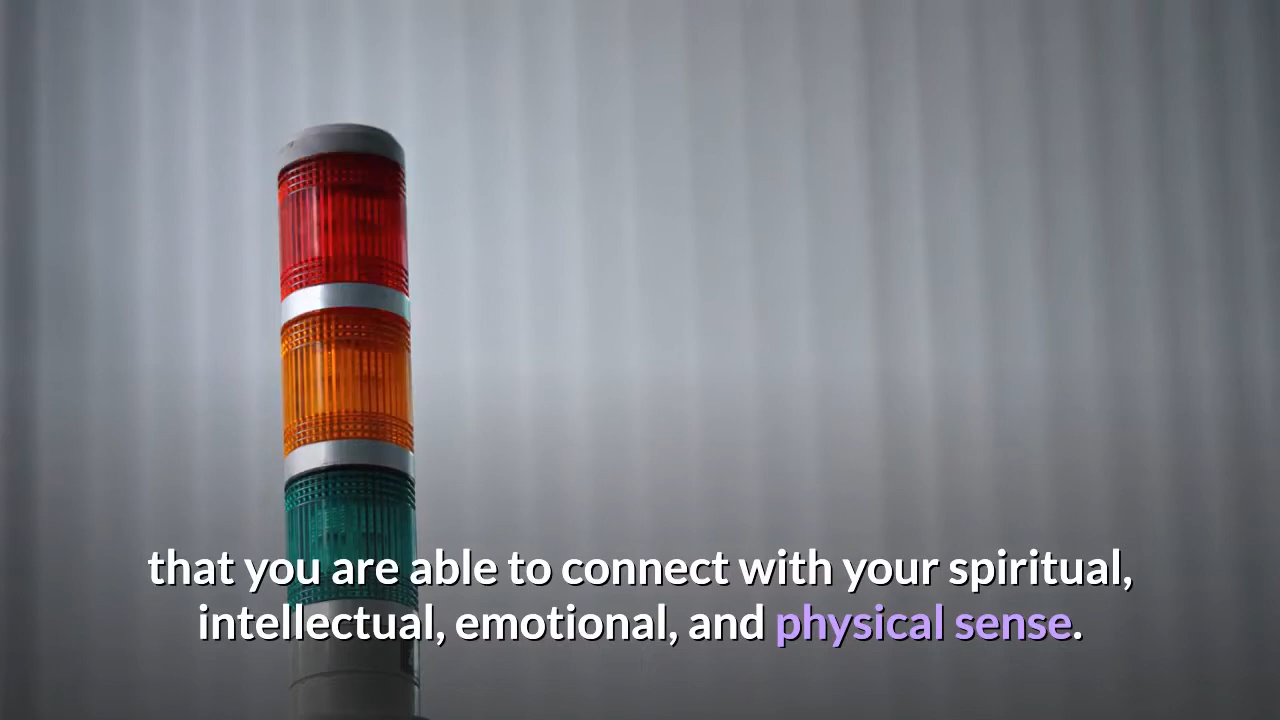 that you are able to connect with your spiritual,
intellectual, emotional, and physical sense.